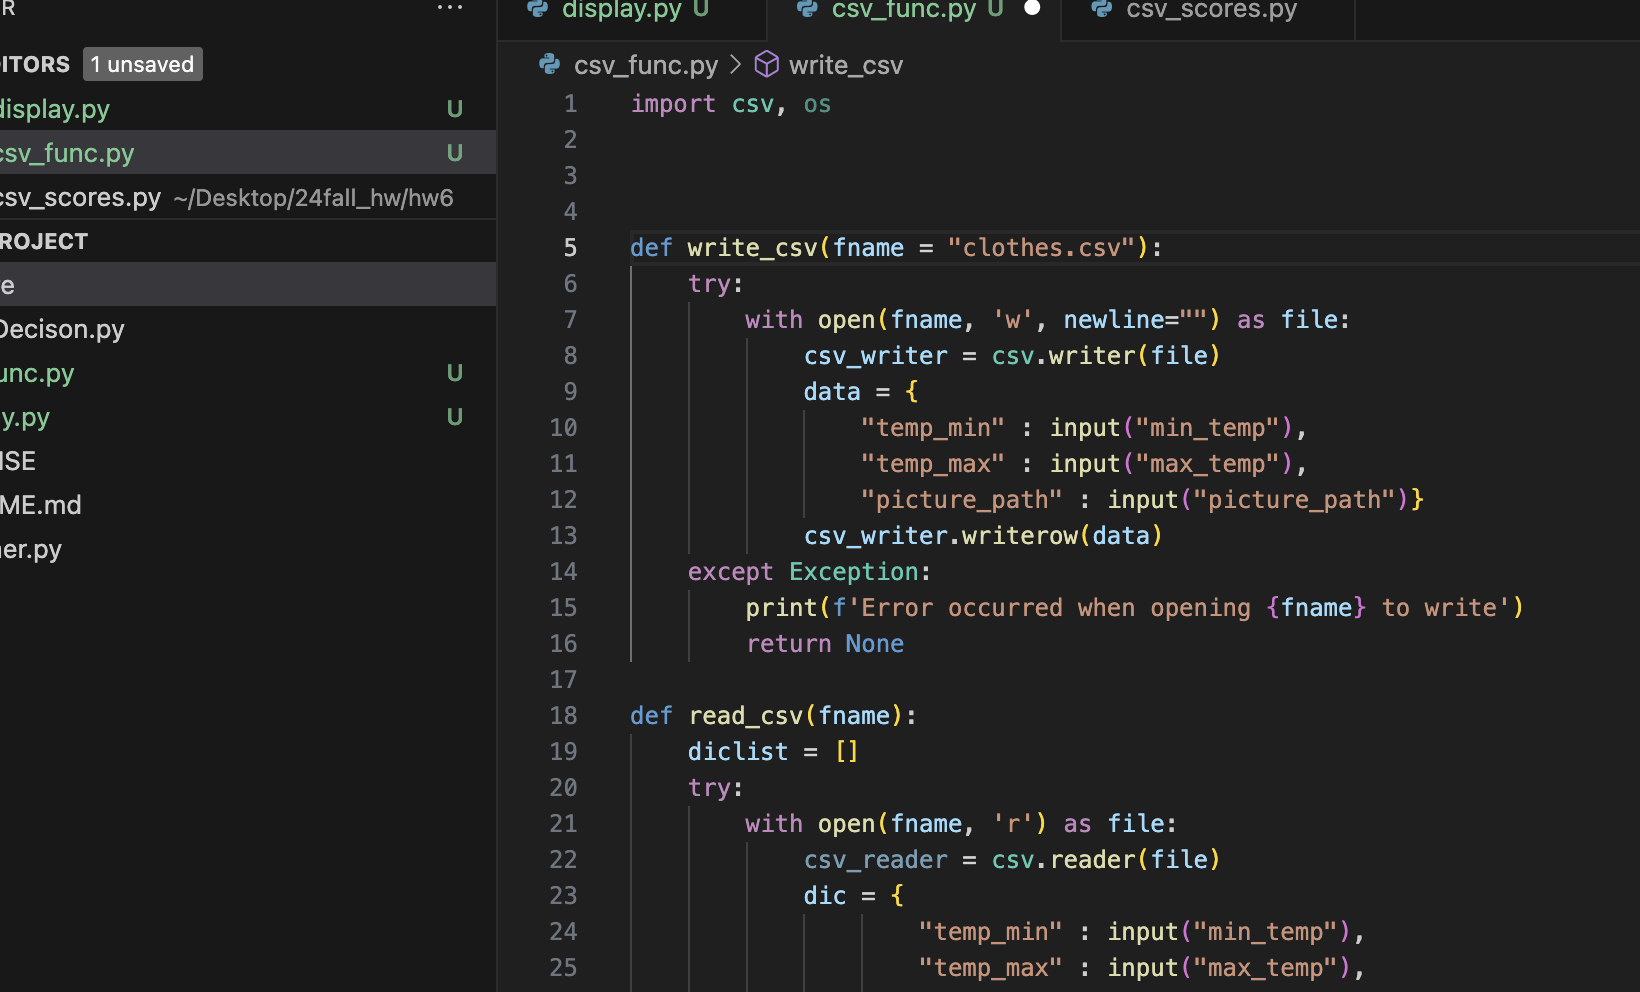 R ...
ITORS 1 unsaved
display.py U
csv_func.py U
csv_scores.py ~/Desktop/24fall_hw/hw6
ROJECT
e
Decison.py
unc.py U
y.py U
NSE
ME.md
er.py
display.py U csv_func.py U csv_scores.py
csv_func.py > write_csv
1 import csv, os
2
3
4
5 def write_csv(fname = "clothes.csv"):
6     try:
7         with open(fname, 'w', newline="") as file:
8             csv_writer = csv.writer(file)
9             data = {
10                 "temp_min" : input("min_temp"),
11                 "temp_max" : input("max_temp"),
12                 "picture_path" : input("picture_path")}
13             csv_writer.writerow(data)
14     except Exception:
15         print(f'Error occurred when opening {fname} to write')
16         return None
17
18 def read_csv(fname):
19     diclist = []
20     try:
21         with open(fname, 'r') as file:
22             csv_reader = csv.reader(file)
23             dic = {
24                     "temp_min" : input("min_temp"),
25                     "temp_max" : input("max_temp"),